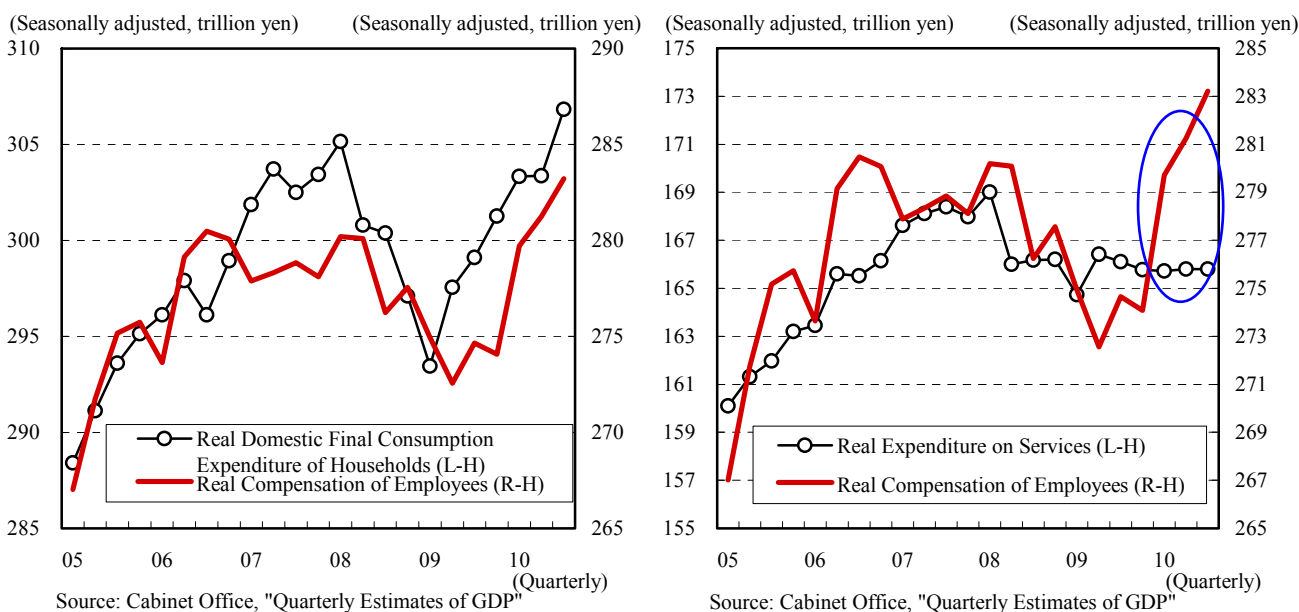 (Seasonally adjusted, trillion yen) (Seasonally adjusted, trillion yen)
310 290
305 285
300 280
295 275
290 270
285 265
Real Domestic Final Consumption
Expenditure of Households (L-H)
Real Compensation of Employees (R-H)
05 06 07 08 09 10
(Quarterly)
Source: Cabinet Office, "Quarterly Estimates of GDP"
(Seasonally adjusted, trillion yen) (Seasonally adjusted, trillion yen)
175 285
173 283
171 281
169 279
167 277
165 275
163 273
161 271
159 269
157 267
155 265
Real Expenditure on Services (L-H)
Real Compensation of Employees (R-H)
05 06 07 08 09 10
(Quarterly)
Source: Cabinet Office, "Quarterly Estimates of GDP"